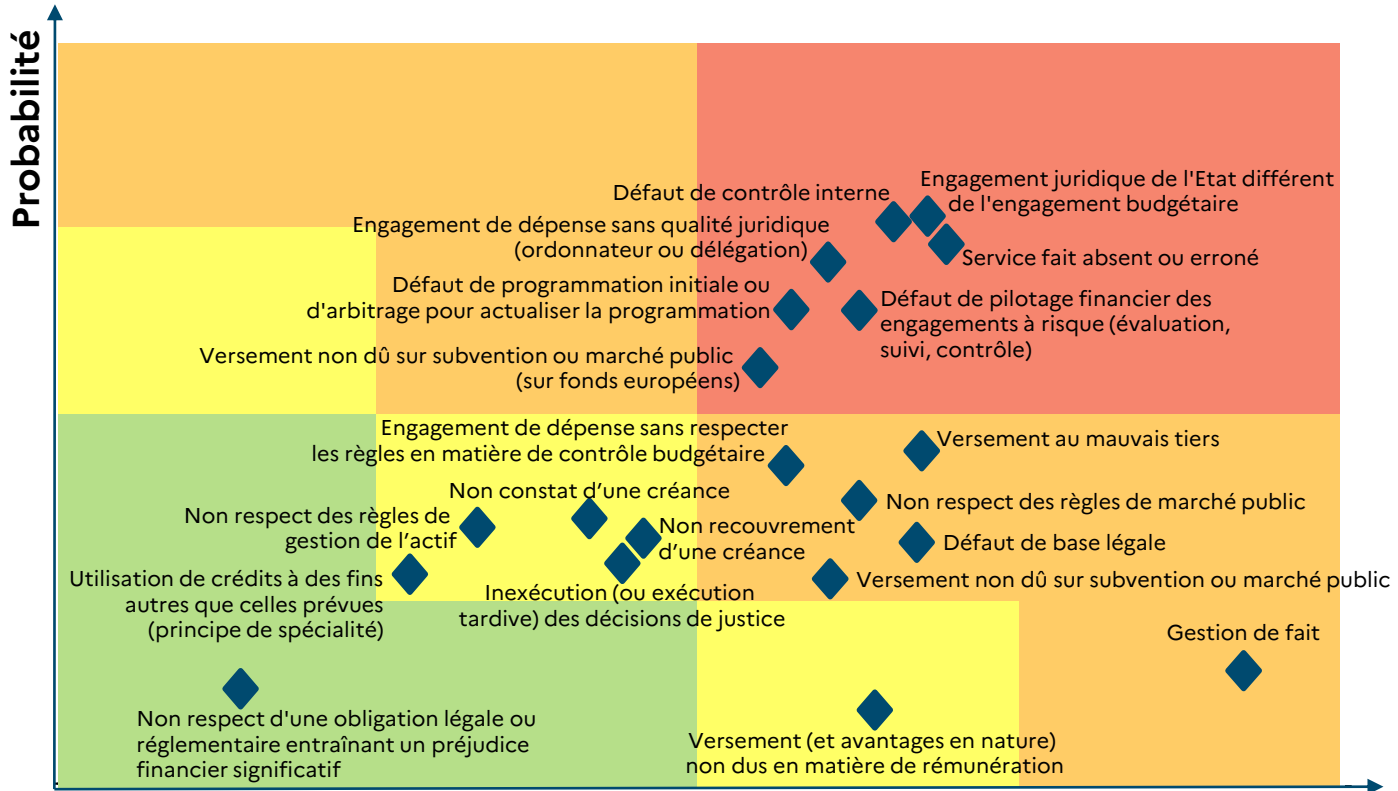 Probabilité
Engagement juridique de l'Etat différent
de l'engagement budgétaire
Défaut de contrôle interne
Engagement de dépense sans qualité juridique
(ordonnateur ou délégation)
Service fait absent ou erroné
Défaut de programmation initiale ou
d'arbitrage pour actualiser la programmation
Défaut de pilotage financier des
engagements à risque (évaluation,
suivi, contrôle)
Versement non dû sur subvention ou marché public
(sur fonds européens)
Engagement de dépense sans respecter
les règles en matière de contrôle budgétaire
Versement au mauvais tiers
Non constat d’une créance
Non respect des règles de marché public
Non respect des règles de
gestion de l’actif
Non recouvrement
d’une créance
Défaut de base légale
Utilisation de crédits à des fins
autres que celles prévues
(principe de spécialité)
Inexécution (ou exécution
tardive) des décisions de justice
Versement non dû sur subvention ou marché public
Gestion de fait
Non respect d'une obligation légale ou
réglementaire entraînant un préjudice
financier significatif
Versement (et avantages en nature)
non dus en matière de rémunération